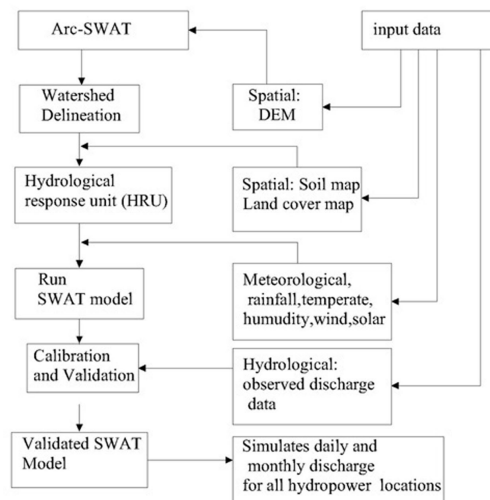 Arc-SWAT
input data
Watershed
Delineation
Spatial:
DEM
Hydrological
response unit (HRU)
Spatial: Soil map
Land cover map
Run
SWAT model
Meteorological,
rainfall,temperate,
humudity,wind,solar
Calibration
and Validation
Hydrological:
observed discharge
data
Validated SWAT
Model
Simulates daily and
monthly discharge
for all hydropower locations